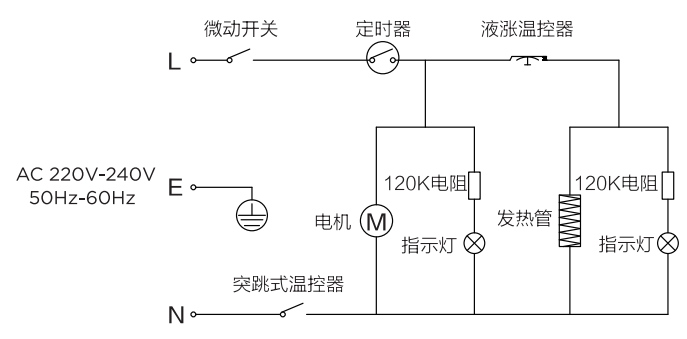 微动开关
定时器
液涨温控器
L
AC 220V-240V
50Hz-60Hz
E
120K电阻
120K电阻
电机
M
指示灯
发热管
指示灯
突跳式温控器
N